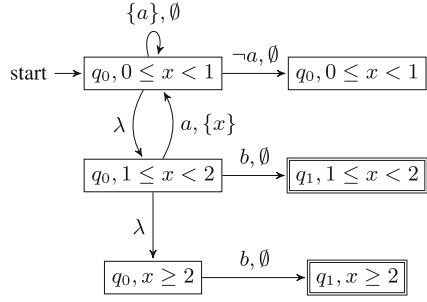 {a}, ∅
start
q₀, 0 ≤ x < 1
¬a, ∅
q₀, 0 ≤ x < 1
λ
a, {x}
q₀, 1 ≤ x < 2
b, ∅
q₁, 1 ≤ x < 2
λ
q₀, x ≥ 2
b, ∅
q₁, x ≥ 2